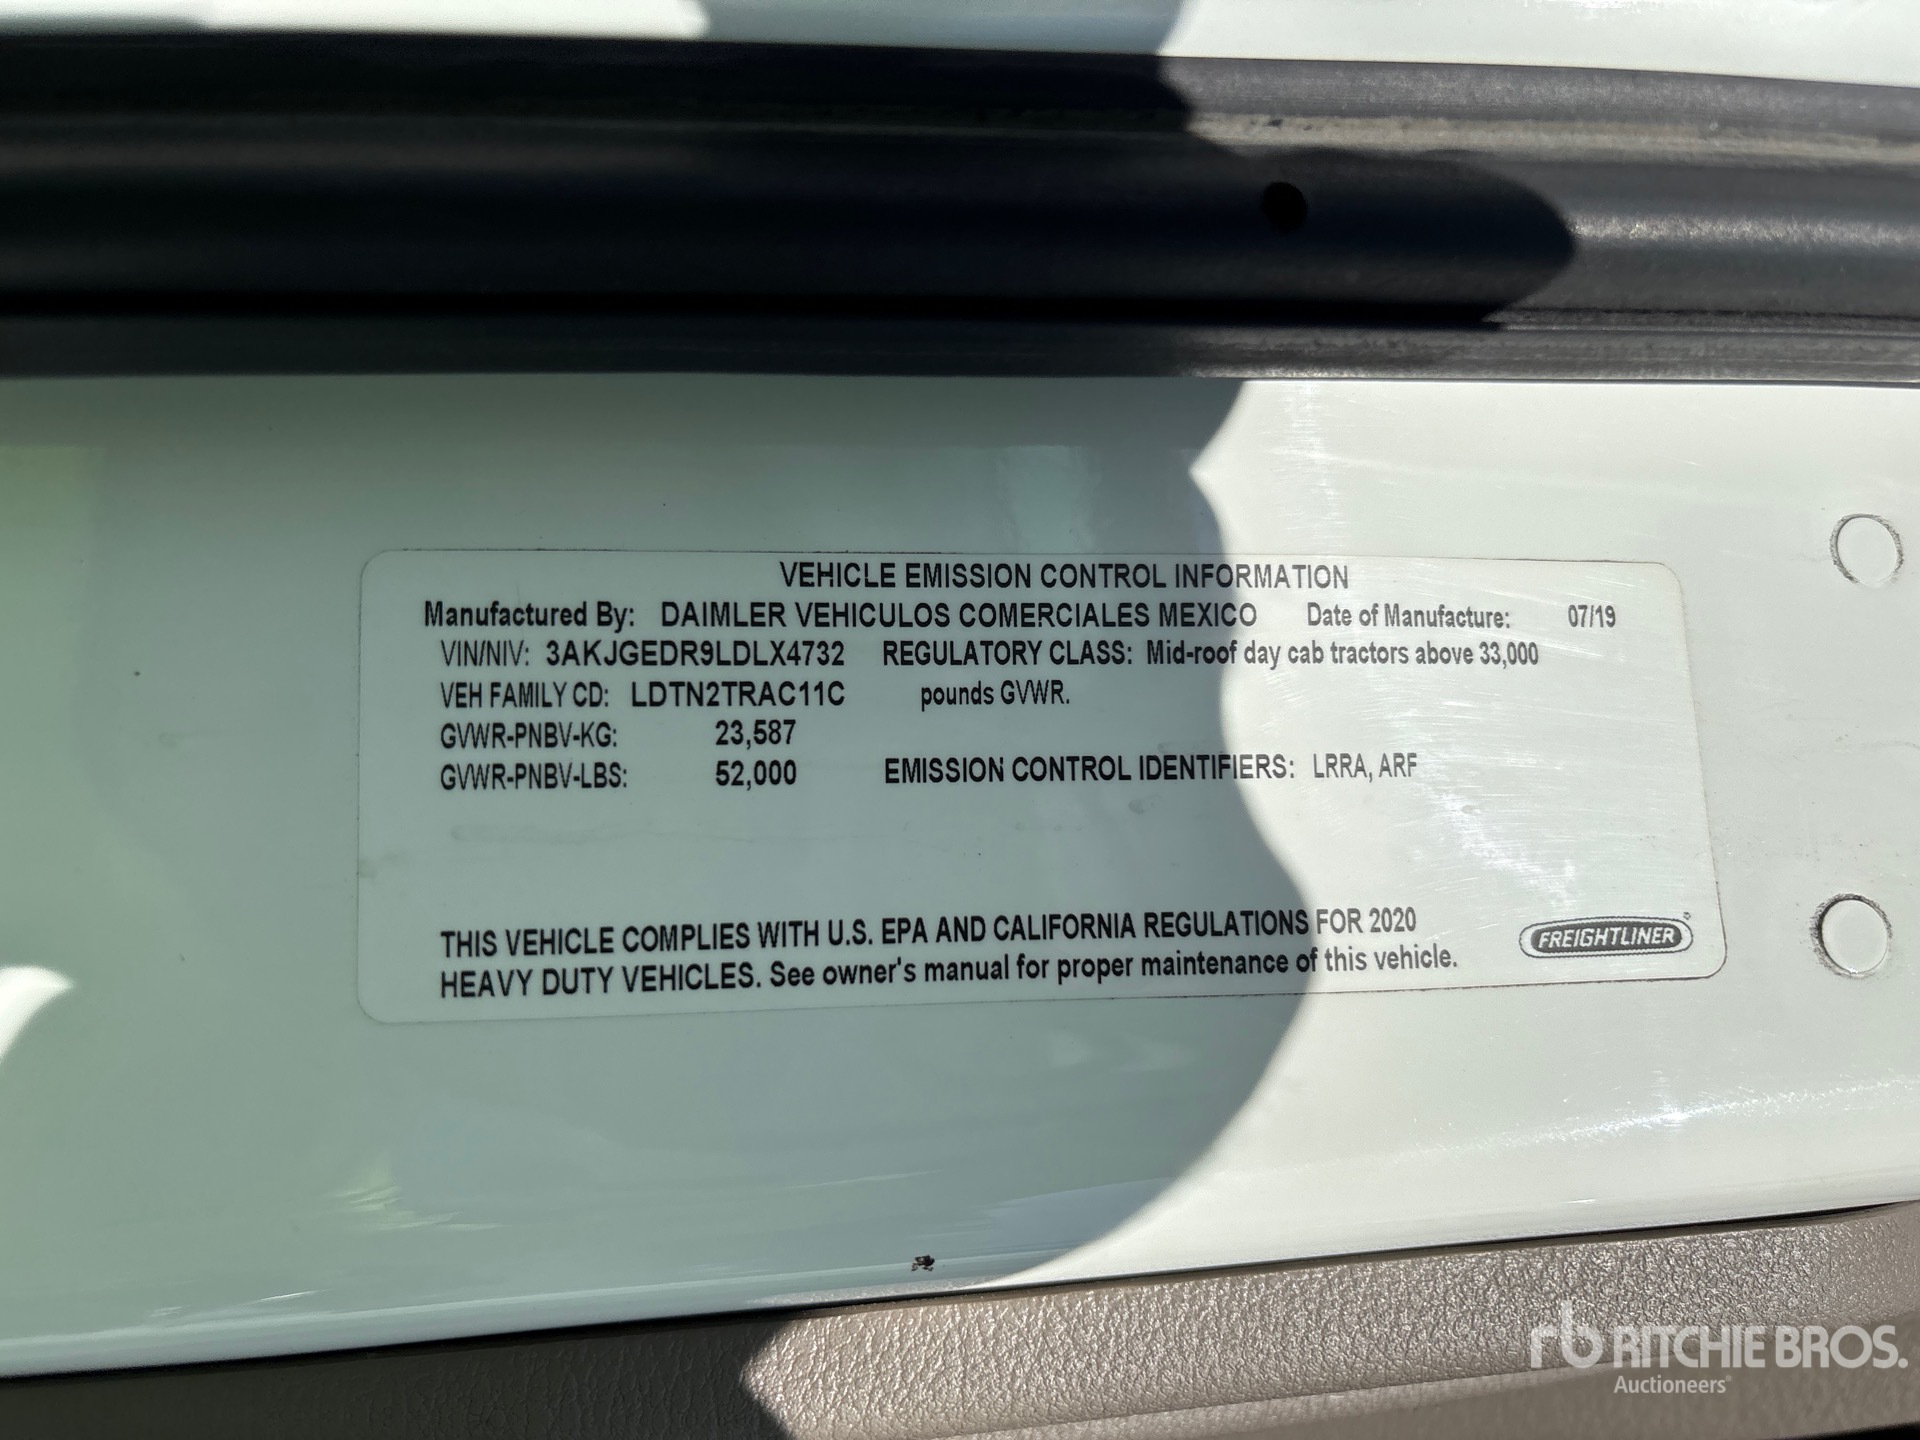 VEHICLE EMISSION CONTROL INFORMATION
Manufactured By: DAIMLER VEHICULOS COMERCIALES MEXICO Date of Manufacture: 07/19
VIN/NIV: 3AKJGEDR9LDLX4732 REGULATORY CLASS: Mid-roof day cab tractors above 33,000
VEH FAMILY CD: LDTN2TRAC11C pounds GVWR.
GVWR-PNBV-KG: 23,587
GVWR-PNBV-LBS: 52,000 EMISSION CONTROL IDENTIFIERS: LRRA, ARF
THIS VEHICLE COMPLIES WITH U.S. EPA AND CALIFORNIA REGULATIONS FOR 2020
HEAVY DUTY VEHICLES. See owner's manual for proper maintenance of this vehicle.
FREIGHTLINER®
rb RITCHIE BROS.
Auctioneers